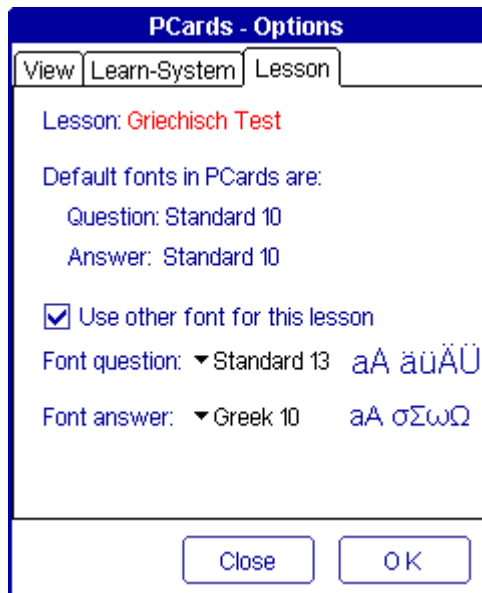 PCards - Options
View Learn-System Lesson
Lesson: Griechisch Test
Default fonts in PCards are:
Question: Standard 10
Answer: Standard 10
Use other font for this lesson
Font question: Standard 13 aA äüÄÜ
Font answer: Greek 10 aA σΣωΩ
Close OK